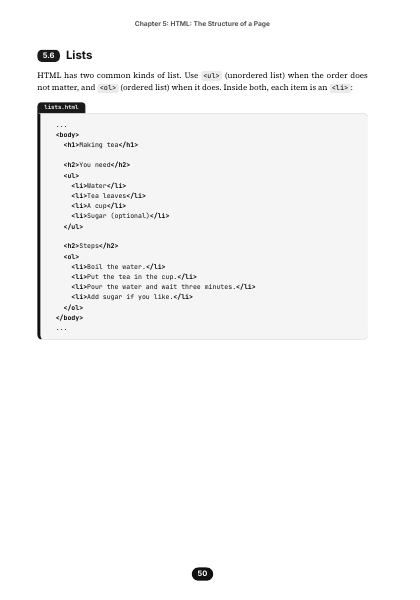 Chapter 5: HTML: The Structure of a Page
5.6 Lists
HTML has two common kinds of list. Use <ul> (unordered list) when the order does
not matter, and <ol> (ordered list) when it does. Inside both, each item is an <li>:
lists.html
...
<body>
<h1>Making tea</h1>
<h2>You need</h2>
<ul>
<li>Water</li>
<li>Tea leaves</li>
<li>A cup</li>
<li>Sugar (optional)</li>
</ul>
<h2>Steps</h2>
<ol>
<li>Boil the water.</li>
<li>Put the tea in the cup.</li>
<li>Pour the water and wait three minutes.</li>
<li>Add sugar if you like.</li>
</ol>
</body>
...
50